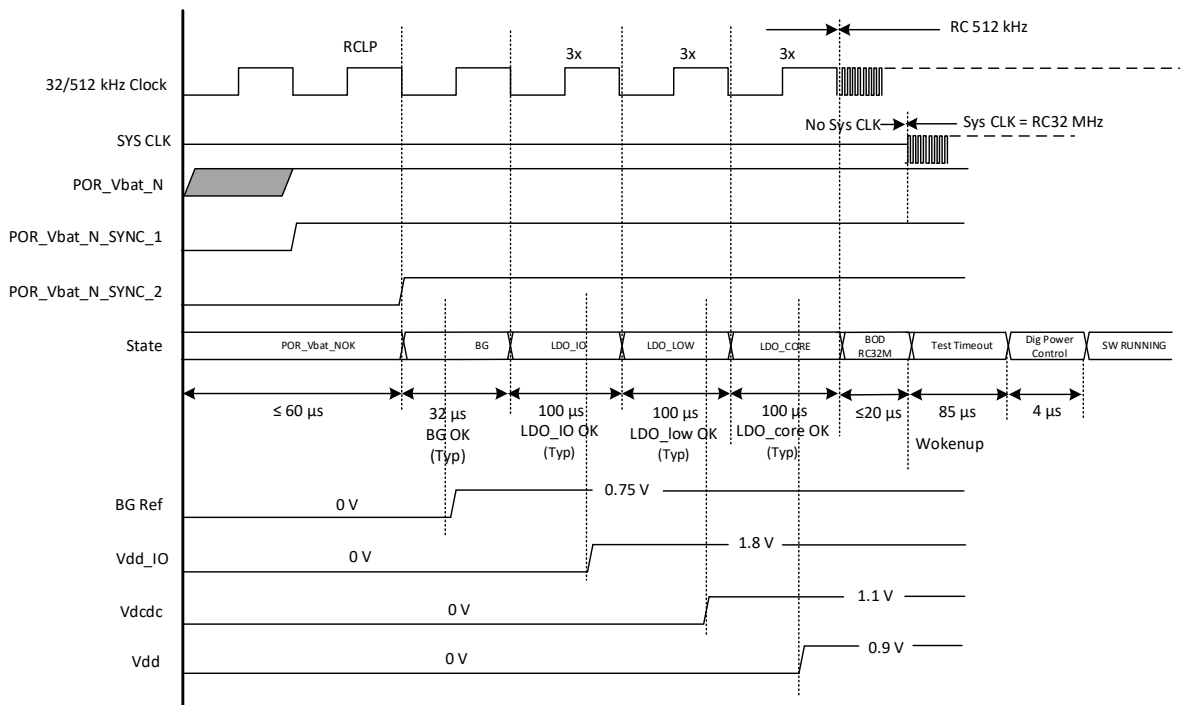 RC 512 kHz
RCLP
3x
3x
3x
32/512 kHz Clock
No Sys CLK
Sys CLK = RC32 MHz
SYS CLK
POR_Vbat_N
POR_Vbat_N_SYNC_1
POR_Vbat_N_SYNC_2
State
POR_Vbat_NOK
BG
LDO_IO
LDO_LOW
LDO_CORE
BOD
RC32M
Test Timeout
Dig Power
Control
SW RUNNING
≤ 60 µs
32 µs
BG OK
(Typ)
100 µs
LDO_IO OK
(Typ)
100 µs
LDO_low OK
(Typ)
100 µs
LDO_core OK
(Typ)
≤20 µs
85 µs
4 µs
Wokenup
BG Ref
0 V
0.75 V
Vdd_IO
0 V
1.8 V
Vdcdc
0 V
1.1 V
Vdd
0 V
0.9 V